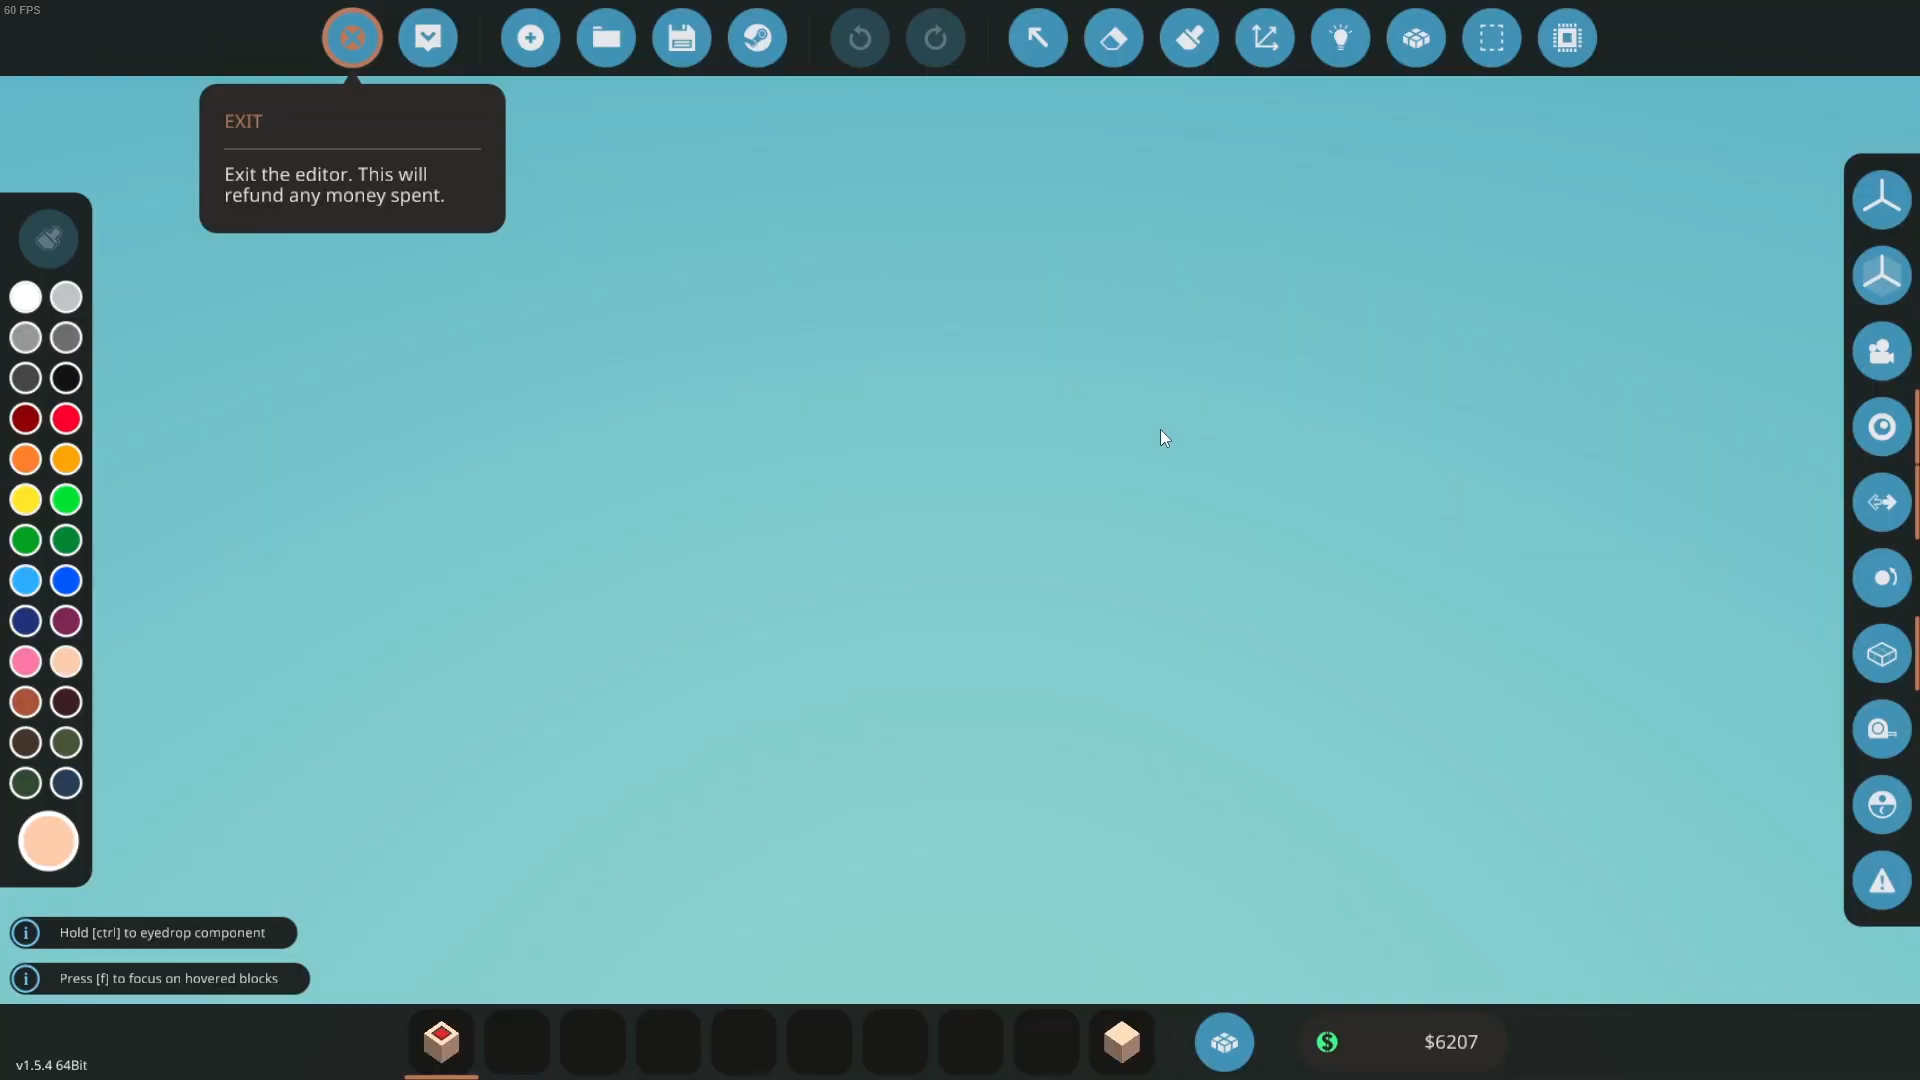 60 FPS
EXIT
Exit the editor. This will
refund any money spent.
Hold [ctrl] to eyedrop component
Press [f] to focus on hovered blocks
$6207
v1.5.4 64Bit